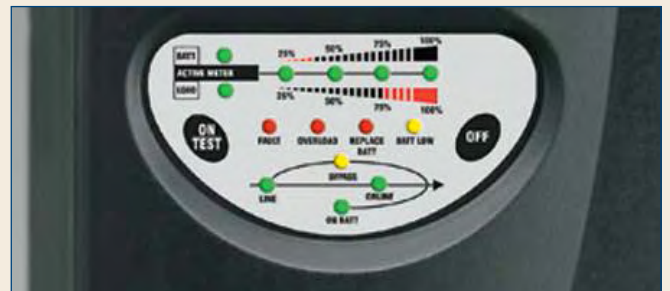 BATT
25% 50% 75% 100%
ACTIVE METER
LOAD
25% 50% 75% 100%
ON
TEST
FAULT OVERLOAD REPLACE
BATT BATT LOW
OFF
BYPASS
LINE ONLINE
ON BATT